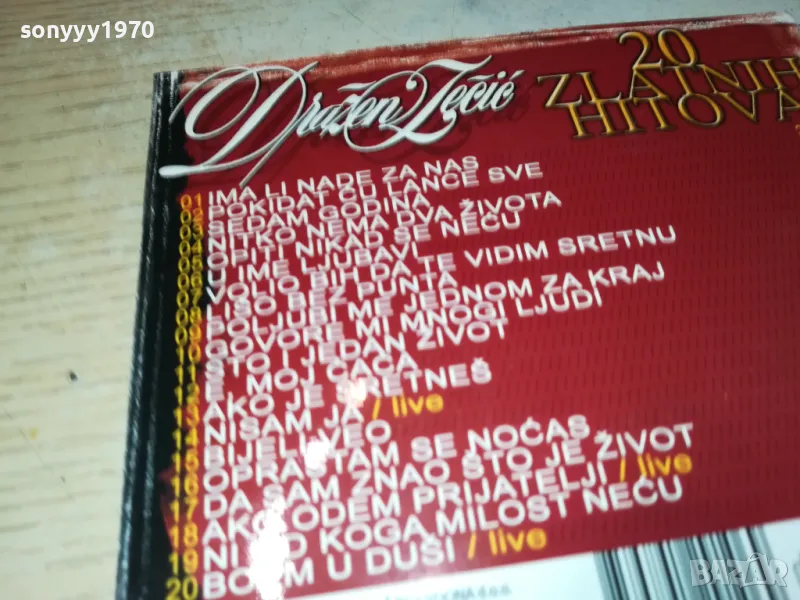 sonyyy1970
Dražen Zečić
20
ZLATNIH
HITOVA
01 IMA LI NADE ZA NAS
02 POKIDAT ĆU LANCE SVE
03 SEDAM GODINA
04 NITKO NEMA DVA ŽIVOTA
05 OPITI NIKAD SE NEĆU
06 U IME LJUBAVI
07 VOLIO BIH DA TE VIDIM SRETNU
08 LIŠO BEZ PUNTA
09 POLJUBI ME JEDNOM ZA KRAJ
10 GOVORE MI MNOGI LJUDI
11 STO I JEDAN ŽIVOT
12 E MOJ ĆAĆA
13 AKO JE SRETNEŠ
14 NISAM JA / live
15 BIJELI VEO
16 OPRAŠTAM SE NOĆAS
17 DA SAM ZNAO ŠTO JE ŽIVOT
18 AKO ODEM PRIJATELJI / live
19 NI OD KOGA MILOST NEĆU
20 BOEM U DUŠI / live
BAZAR